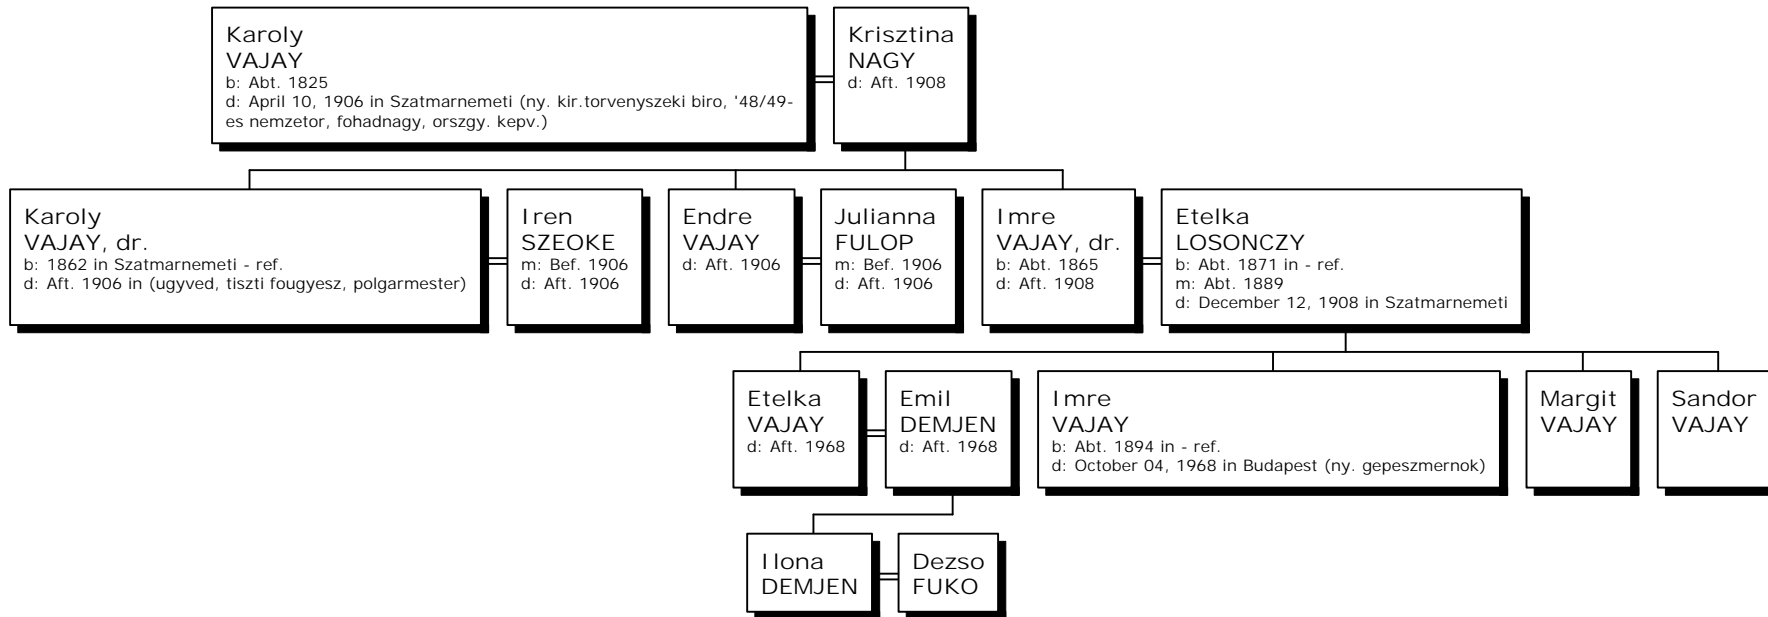 Karoly
VAJAY
b: Abt. 1825
d: April 10, 1906 in Szatmarnemeti (ny. kir.torvenyszeki biro, '48/49-
es nemzetor, fohadnagy, orszgy. kepv.)
Krisztina
NAGY
d: Aft. 1908
Karoly
VAJAY, dr.
b: 1862 in Szatmarnemeti - ref.
d: Aft. 1906 in (ugyved, tiszti fougyesz, polgarmester)
Iren
SZEOKE
m: Bef. 1906
d: Aft. 1906
Endre
VAJAY
d: Aft. 1906
Julianna
FULOP
m: Bef. 1906
d: Aft. 1906
Imre
VAJAY, dr.
b: Abt. 1865
d: Aft. 1908
Etelka
LOSONCZY
b: Abt. 1871 in - ref.
m: Abt. 1889
d: December 12, 1908 in Szatmarnemeti
Etelka
VAJAY
d: Aft. 1968
Emil
DEMJEN
d: Aft. 1968
Imre
VAJAY
b: Abt. 1894 in - ref.
d: October 04, 1968 in Budapest (ny. gepeszmernok)
Margit
VAJAY
Sandor
VAJAY
Ilona
DEMJEN
Dezso
FUKO